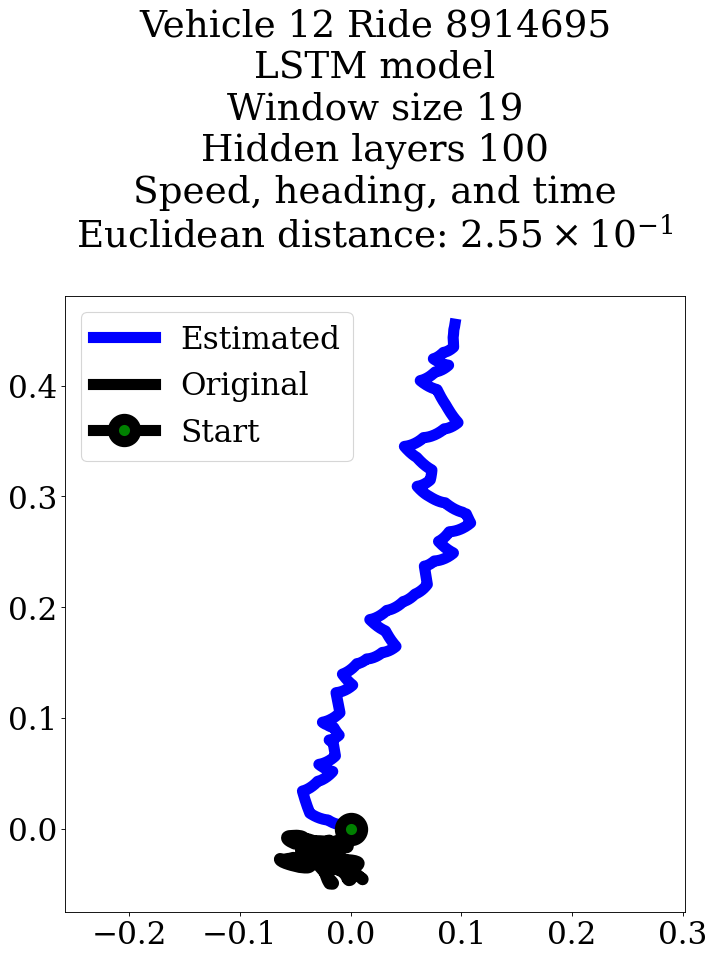 Vehicle 12 Ride 8914695
LSTM model
Window size 19
Hidden layers 100
Speed, heading, and time
Euclidean distance: 2.55 × 10⁻¹
Estimated
Original
Start
0.4
0.3
0.2
0.1
0.0
−0.2 −0.1 0.0 0.1 0.2 0.3